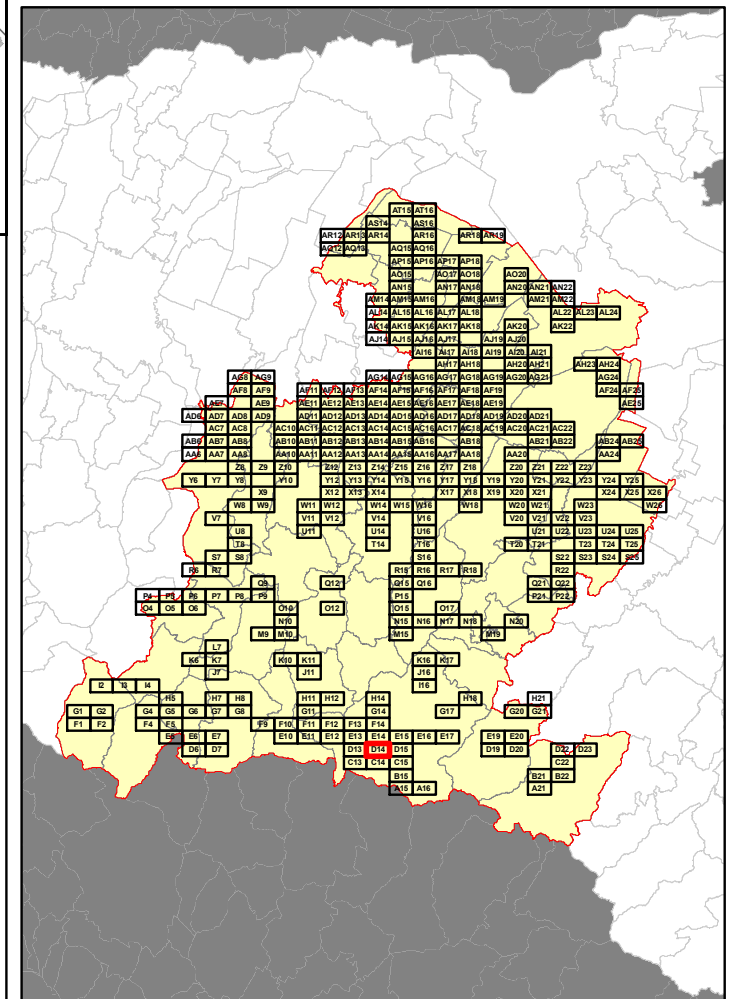 AT15 AT16
AS14 AS16
AR12 AR13 AR14 AR16 AR18 AR19
AQ12 AQ13 AQ15 AQ16
AP15 AP16 AP17 AP18
AO15 AO17 AO18 AO20
AN15 AN17 AN18 AN20 AN21 AN22
AM14 AM15 AM16 AM18 AM19 AM21 AM22
AL14 AL15 AL16 AL17 AL18 AL22 AL23 AL24
AK14 AK15 AK16 AK17 AK18 AK20 AK22
AJ14 AJ15 AJ16 AJ17 AJ19 AJ20
AI16 AI17 AI18 AI19 AI20 AI21
AH17 AH18 AH20 AH21 AH23 AH24
AG8 AG9 AG14 AG15 AG16 AG17 AG18 AG19 AG20 AG21 AG24
AF8 AF9 AF11 AF12 AF13 AF14 AF15 AF16 AF17 AF18 AF19 AF24 AF25
AE7 AE9 AE11 AE12 AE13 AE14 AE15 AE16 AE17 AE18 AE19 AE25
AD6 AD7 AD8 AD9 AD11 AD12 AD13 AD14 AD15 AD16 AD17 AD18 AD19 AD20 AD21
AC7 AC8 AC10 AC11 AC12 AC13 AC14 AC15 AC16 AC17 AC18 AC19 AC20 AC21 AC22
AB6 AB7 AB8 AB10 AB11 AB12 AB13 AB14 AB15 AB16 AB18 AB21 AB22 AB24 AB25
AA6 AA7 AA8 AA10 AA11 AA12 AA13 AA14 AA15 AA16 AA17 AA18 AA20 AA24
Z8 Z9 Z10 Z12 Z13 Z14 Z15 Z16 Z17 Z18 Z20 Z21 Z22 Z23
Y6 Y7 Y8 Y10 Y12 Y13 Y14 Y15 Y16 Y17 Y18 Y19 Y20 Y21 Y22 Y23 Y24 Y25
X9 X12 X13 X14 X17 X18 X19 X20 X21 X24 X25 X26
W8 W9 W11 W12 W14 W15 W16 W18 W20 W21 W23 W26
V7 V11 V12 V14 V16 V20 V21 V22 V23
U8 U11 U14 U16 U21 U22 U23 U24 U25
T8 T14 T16 T20 T21 T23 T24 T25
S7 S8 S16 S22 S23 S24 S25
R6 R7 R15 R16 R17 R18 R22
Q9 Q12 Q15 Q16 Q21 Q22
P4 P5 P6 P7 P8 P9 P15 P21 P22
O4 O5 O6 O10 O12 O15 O17
N10 N15 N16 N17 N18 N20
M9 M10 M15 M19
L7
K6 K7 K10 K11 K16 K17
J7 J11 J16
I2 I3 I4 I16
H5 H7 H8 H11 H12 H14 H18 H21
G1 G2 G4 G5 G6 G7 G8 G11 G14 G17 G20 G21
F1 F2 F4 F5 F9 F10 F11 F12 F13 F14
E5 E6 E7 E10 E11 E12 E13 E14 E15 E16 E17 E19 E20
D6 D7 D13 D14 D15 D19 D20 D22 D23
C13 C14 C15 C22
B15 B21 B22
A15 A16 A21